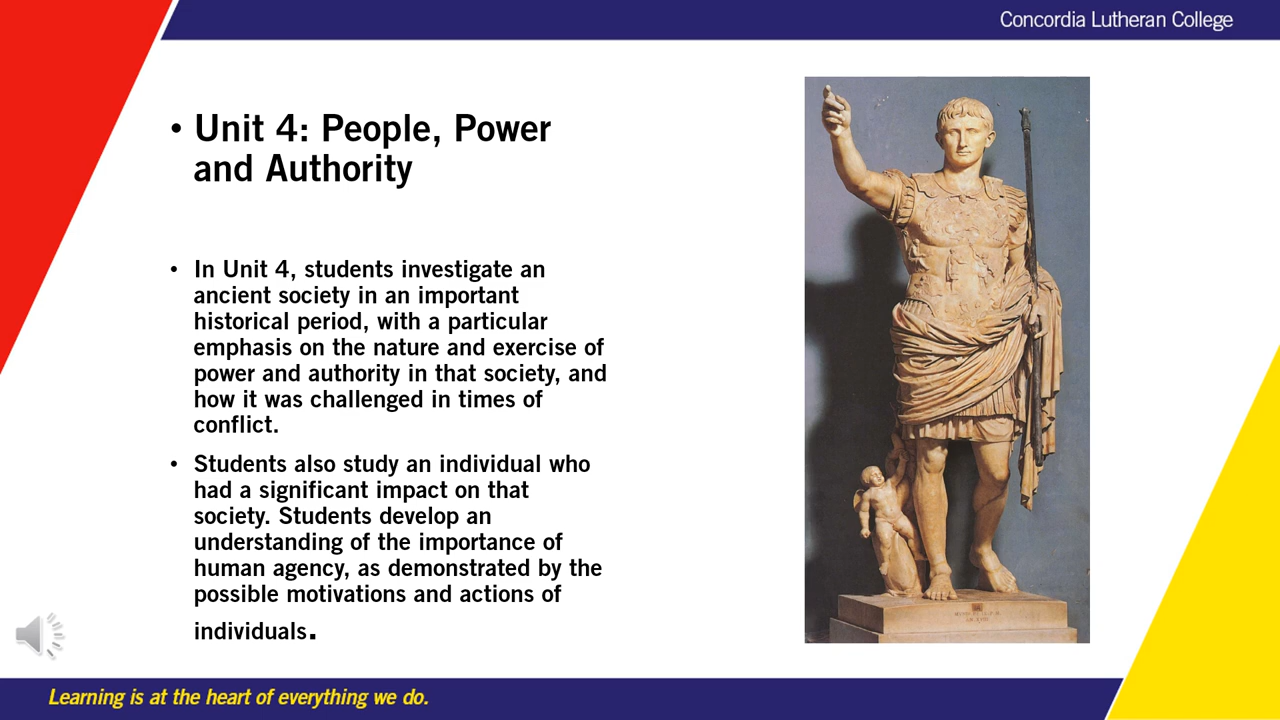 Concordia Lutheran College
• Unit 4: People, Power
and Authority
• In Unit 4, students investigate an
ancient society in an important
historical period, with a particular
emphasis on the nature and exercise of
power and authority in that society, and
how it was challenged in times of
conflict.
• Students also study an individual who
had a significant impact on that
society. Students develop an
understanding of the importance of
human agency, as demonstrated by the
possible motivations and actions of
individuals.
Learning is at the heart of everything we do.